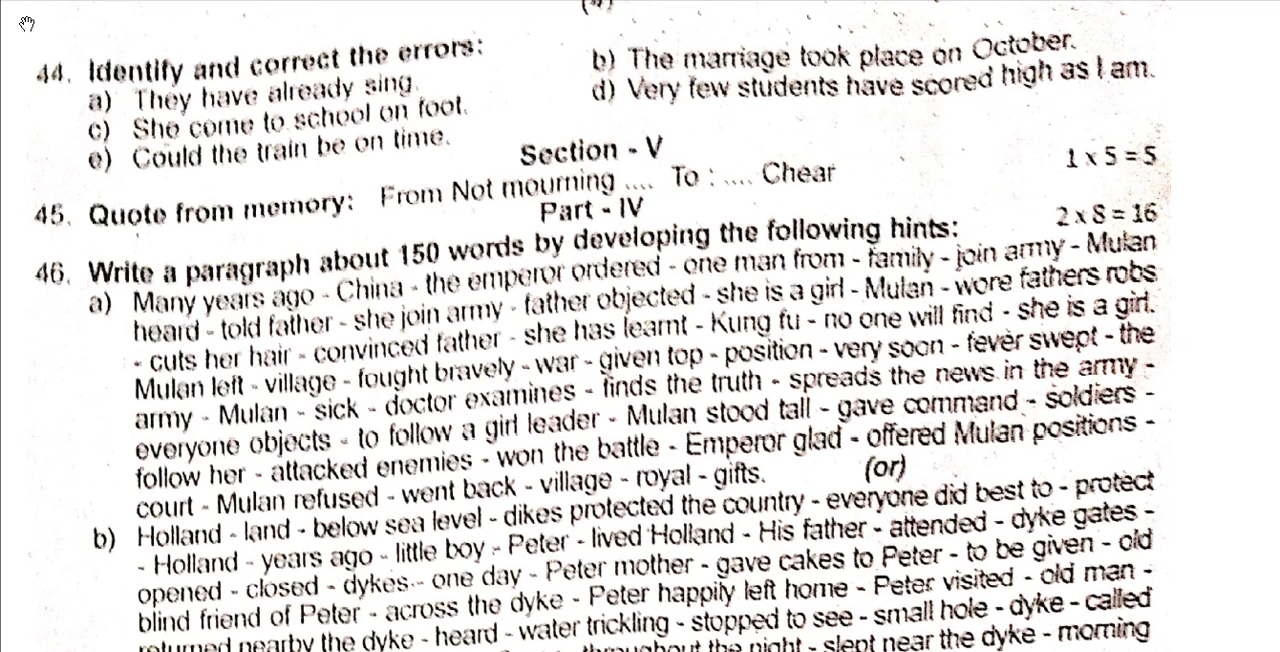 44. Identify and correct the errors:
a) They have already sing.
b) The marriage took place on October.
c) She come to school on foot.
d) Very few students have scored high as I am.
e) Could the train be on time.
Section - V
1 x 5 = 5
45. Quote from memory: From Not mourning .... To : .... Chear
Part - IV
2 x 8 = 16
46. Write a paragraph about 150 words by developing the following hints:
a) Many years ago - China - the emperor ordered - one man from - family - join army - Mulan
heard - told father - she join army - father objected - she is a girl - Mulan - wore fathers robs
- cuts her hair - convinced father - she has learnt - Kung fu - no one will find - she is a girl.
Mulan left - village - fought bravely - war - given top - position - very soon - fever swept - the
army - Mulan - sick - doctor examines - finds the truth - spreads the news in the army -
everyone objects - to follow a girl leader - Mulan stood tall - gave command - soldiers -
follow her - attacked enemies - won the battle - Emperor glad - offered Mulan positions -
court - Mulan refused - went back - village - royal - gifts. (or)
b) Holland - land - below sea level - dikes protected the country - everyone did best to - protect
- Holland - years ago - little boy - Peter - lived Holland - His father - attended - dyke gates -
opened - closed - dykes - one day - Peter mother - gave cakes to Peter - to be given - old
blind friend of Peter - across the dyke - Peter happily left home - Peter visited - old man -
returned nearby the dyke - heard - water trickling - stopped to see - small hole - dyke - called
throughout the night - slept near the dyke - morning